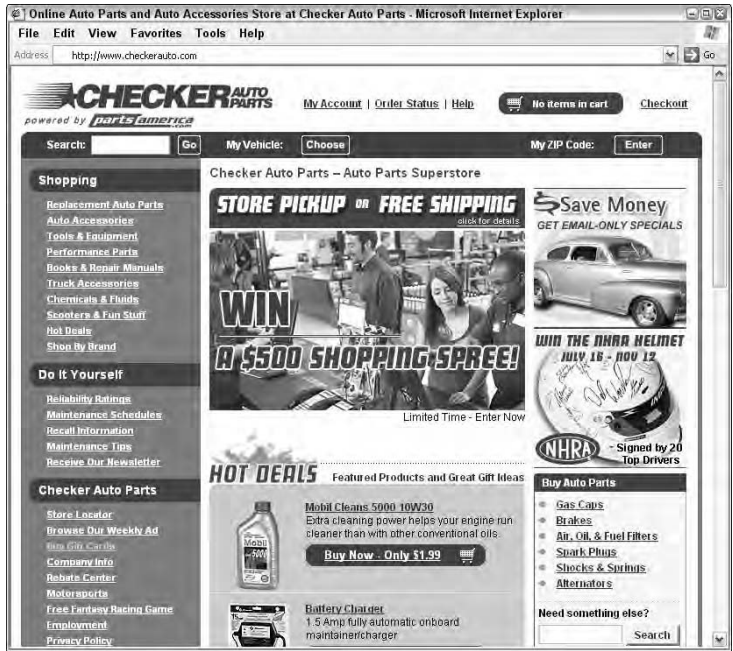 Online Auto Parts and Auto Accessories Store at Checker Auto Parts - Microsoft Internet Explorer
File Edit View Favorites Tools Help
Address http://www.checkerauto.com Go
CHECKER AUTO PARTS
powered by partsamerica.com
My Account | Order Status | Help No items in cart Checkout
Search: Go My Vehicle: Choose My ZIP Code: Enter
Shopping
Replacement Auto Parts
Auto Accessories
Tools & Equipment
Performance Parts
Books & Repair Manuals
Truck Accessories
Chemicals & Fluids
Scooters & Fun Stuff
Hot Deals
Shop By Brand
Do It Yourself
Reliability Ratings
Maintenance Schedules
Recall Information
Maintenance Tips
Receive Our Newsletter
Checker Auto Parts
Store Locator
Browse Our Weekly Ad
Buy Gift Cards
Company Info
Rebate Center
Motorsports
Free Fantasy Racing Game
Employment
Privacy Policy
Checker Auto Parts – Auto Parts Superstore
STORE PICKUP OR FREE SHIPPING
click for details
WIN
A $500 SHOPPING SPREE!
Limited Time - Enter Now
HOT DEALS Featured Products and Great Gift Ideas
Mobil Cleans 5000 10W30
Extra cleaning power helps your engine run
cleaner than with other conventional oils.
Mobil
5000
Buy Now - Only $1.99
Battery Charger
1.5 Amp fully automatic onboard
maintainer/charger
Save Money
GET EMAIL-ONLY SPECIALS
WIN THE NHRA HELMET
JULY 16 - NOV 12
NHRA
- Signed by 20
Top Drivers
Buy Auto Parts
Gas Caps
Brakes
Air, Oil, & Fuel Filters
Spark Plugs
Shocks & Springs
Alternators
Need something else?
Search